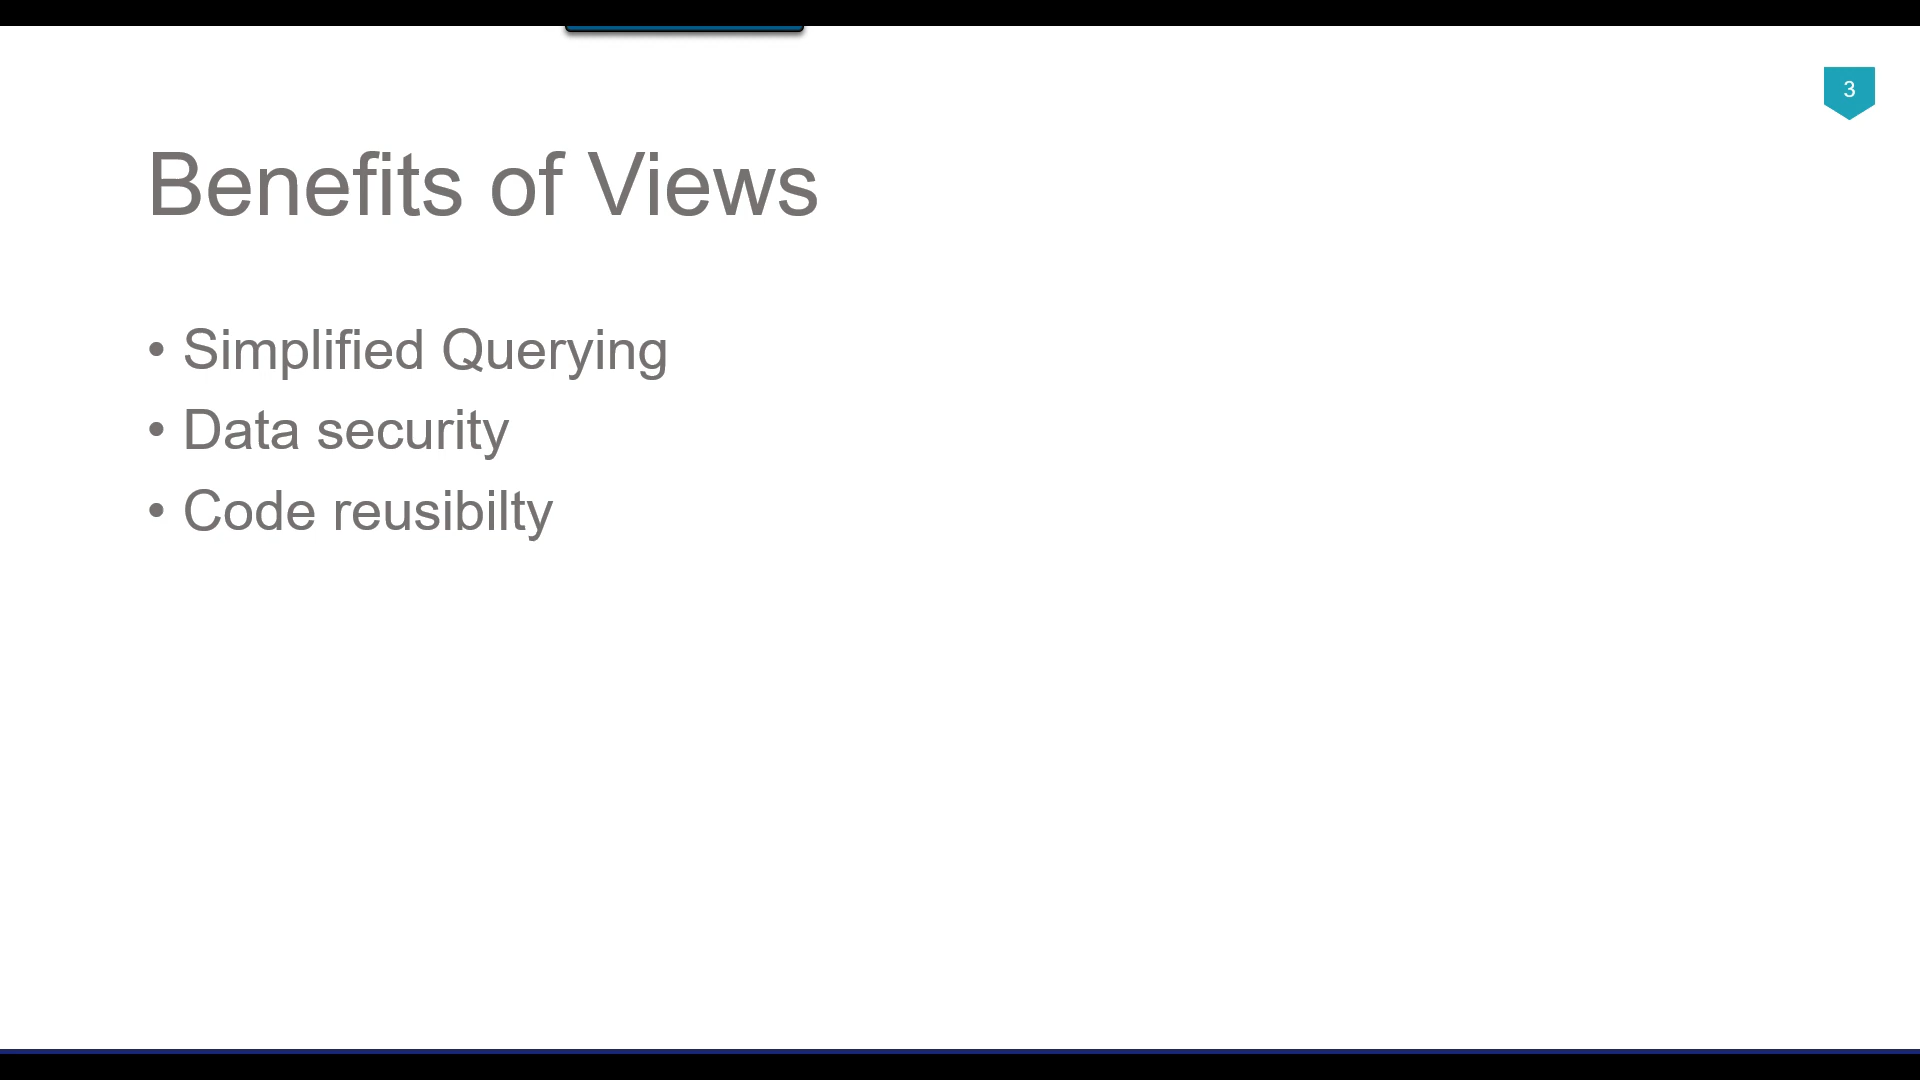 3
Benefits of Views
• Simplified Querying
• Data security
• Code reusibilty